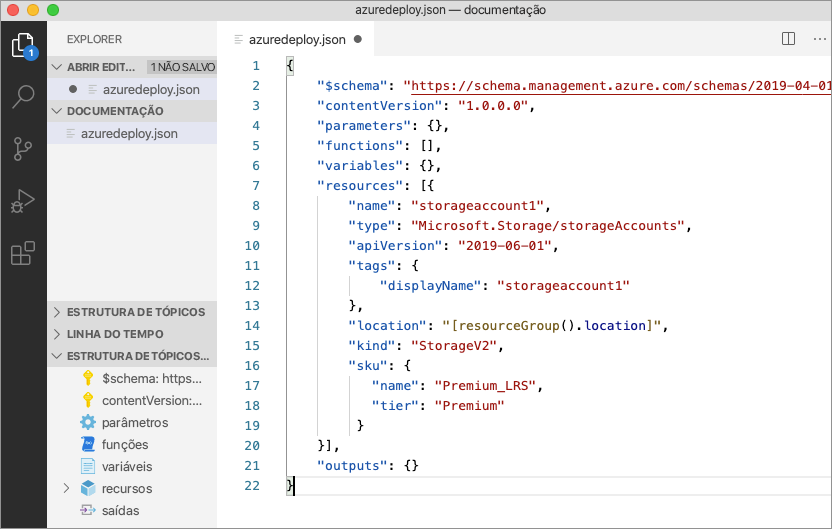 azuredeploy.json — documentação
EXPLORER
azuredeploy.json
ABRIR EDIT... 1 NÃO SALVO
azuredeploy.json
DOCUMENTAÇÃO
azuredeploy.json
ESTRUTURA DE TÓPICOS
LINHA DO TEMPO
ESTRUTURA DE TÓPICOS...
$schema: https...
contentVersion:...
parâmetros
funções
variáveis
recursos
saídas
1
1 {
2 "$schema": "https://schema.management.azure.com/schemas/2019-04-01
3 "contentVersion": "1.0.0.0",
4 "parameters": {},
5 "functions": [],
6 "variables": {},
7 "resources": [{
8 "name": "storageaccount1",
9 "type": "Microsoft.Storage/storageAccounts",
10 "apiVersion": "2019-06-01",
11 "tags": {
12 "displayName": "storageaccount1"
13 },
14 "location": "[resourceGroup().location]",
15 "kind": "StorageV2",
16 "sku": {
17 "name": "Premium_LRS",
18 "tier": "Premium"
19 }
20 }],
21 "outputs": {}
22 }